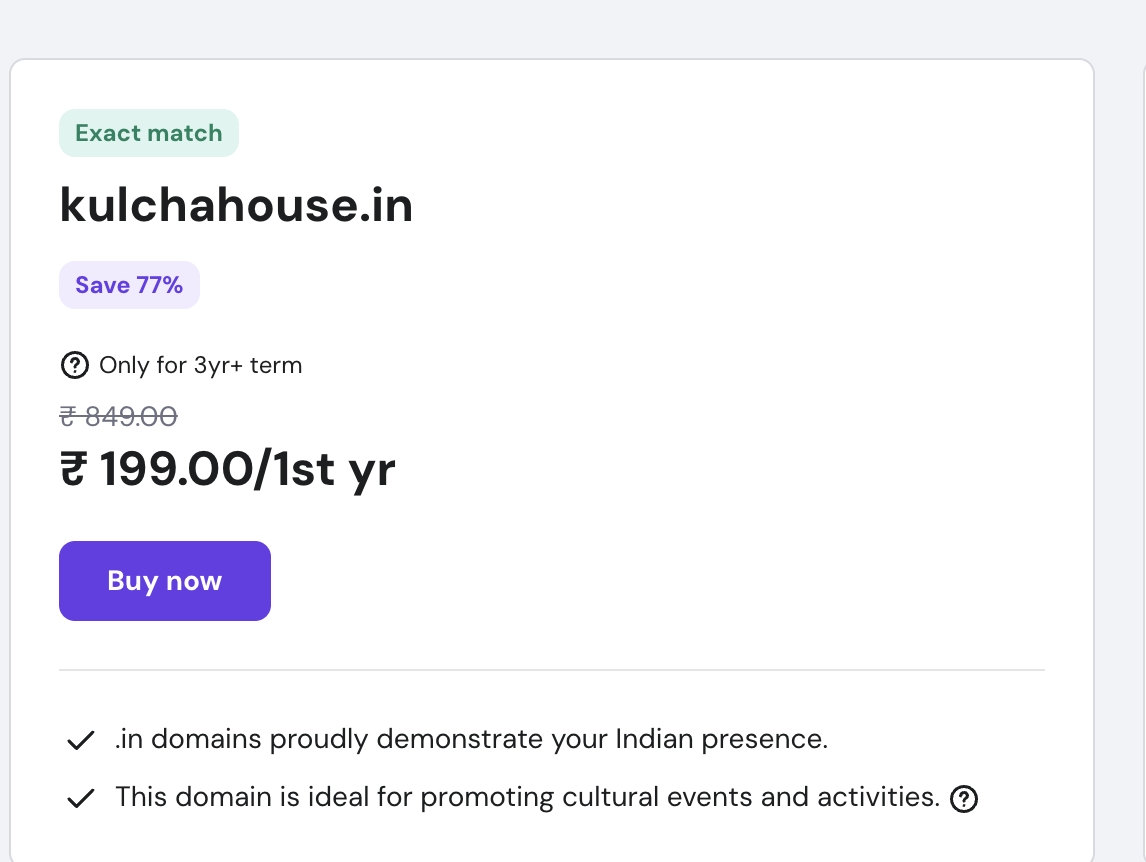 Exact match
kulchahouse.in
Save 77%
Only for 3yr+ term
₹ 849.00
₹ 199.00/1st yr
Buy now
.in domains proudly demonstrate your Indian presence.
This domain is ideal for promoting cultural events and activities.